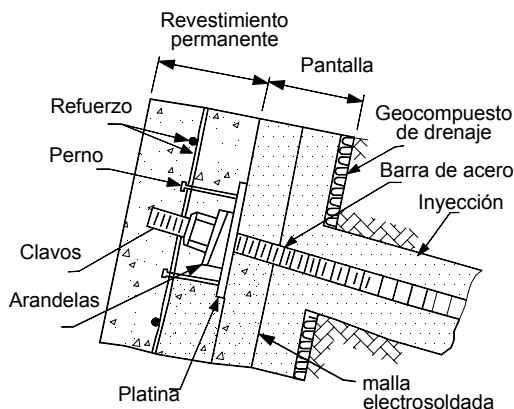 Revestimiento
permanente
Pantalla
Refuerzo
Perno
Clavos
Arandelas
Platina
Geocompuesto
de drenaje
Barra de acero
Inyección
malla
electrosoldada